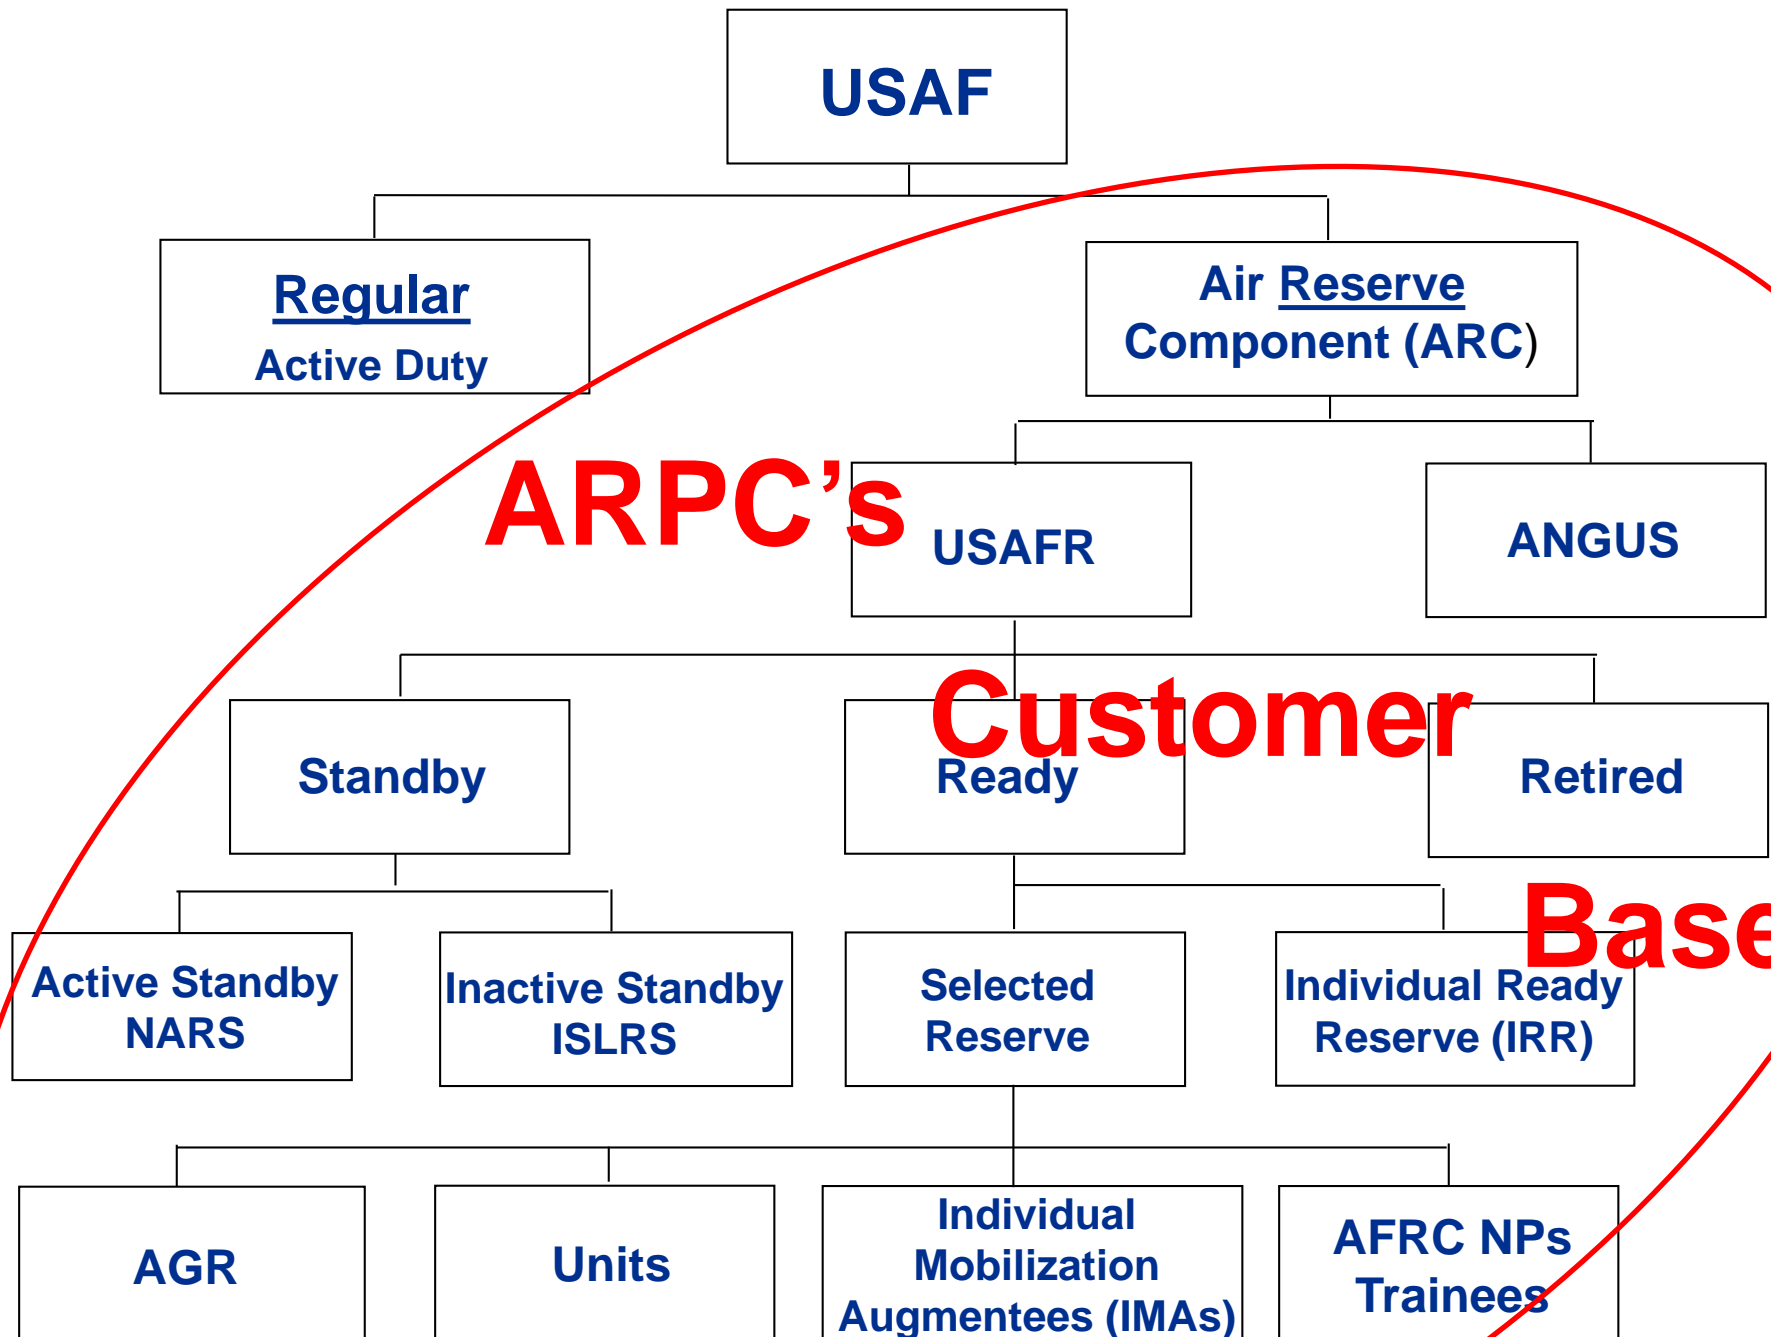 USAF
Regular
Active Duty
Air Reserve
Component (ARC)
ARPC’s
USAFR
ANGUS
Customer
Standby
Ready
Retired
Base
Active Standby
NARS
Inactive Standby
ISLRS
Selected
Reserve
Individual Ready
Reserve (IRR)
AGR
Units
Individual
Mobilization
Augmentees (IMAs)
AFRC NPs
Trainees